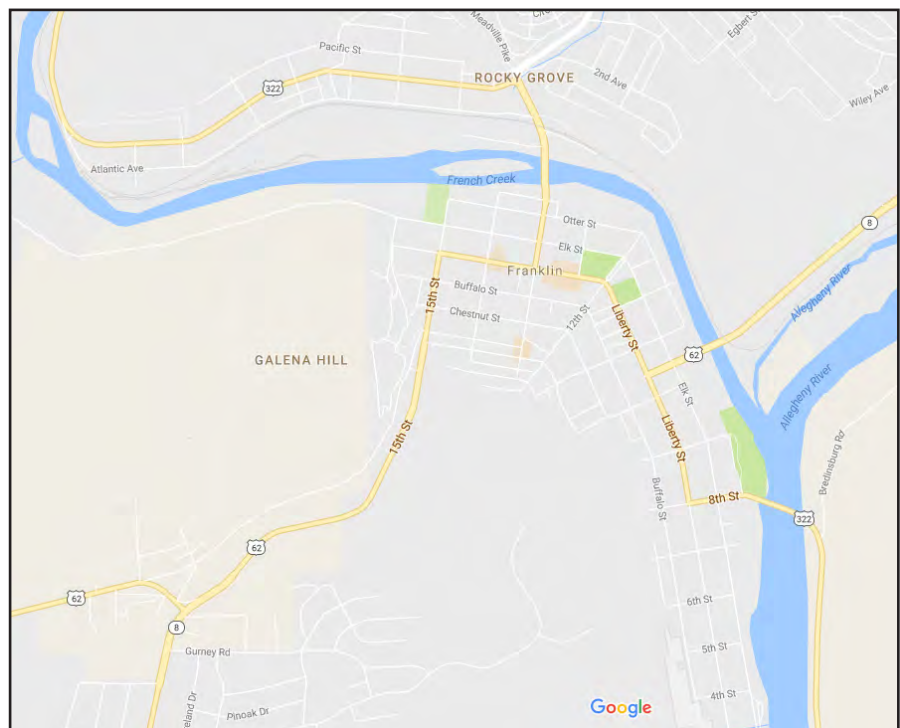 Meadville Pike
Egbert S
Pacific St
ROCKY GROVE
2nd Ave
322
Wiley Ave
Atlantic Ave
French Creek
Otter St
8
Elk St
Franklin
Allegheny River
Buffalo St
15th St
Chestnut St
12th St
Liberty St
62
GALENA HILL
Elk St
Allegheny River
15th St
Liberty St
Bredinsburg Rd
Buffalo St
8th St
322
62
62
6th St
8
Gurney Rd
5th St
eland Dr
Pinoak Dr
4th St
Google